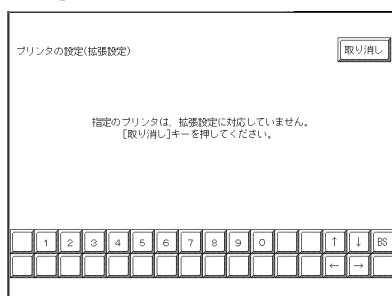 プリンタの設定(拡張設定)
取り消し
指定のプリンタは、拡張設定に対応していません。
[取り消し]キーを押してください。
1 2 3 4 5 6 7 8 9 0 ↑ ↓ BS
← →